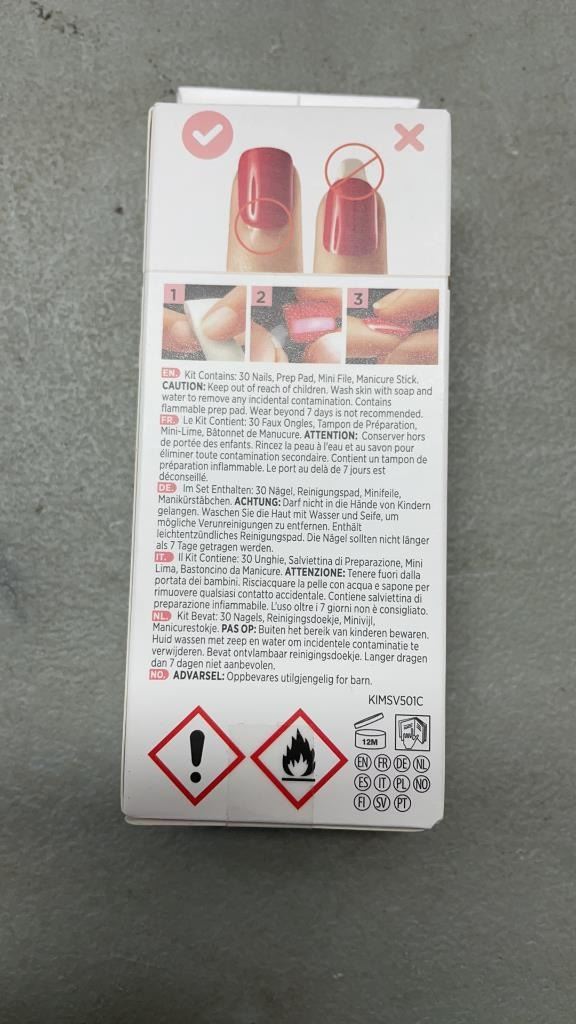 1 2 3
EN. Kit Contains: 30 Nails, Prep Pad, Mini File, Manicure Stick.
CAUTION: Keep out of reach of children. Wash skin with soap and
water to remove any incidental contamination. Contains
flammable prep pad. Wear beyond 7 days is not recommended.
FR. Le Kit Contient: 30 Faux Ongles, Tampon de Préparation,
Mini-Lime, Bâtonnet de Manucure. ATTENTION: Conserver hors
de portée des enfants. Rincez la peau à l'eau et au savon pour
éliminer toute contamination secondaire. Contient un tampon de
préparation inflammable. Le port au delà de 7 jours est
déconseillé.
DE. Im Set Enthalten: 30 Nägel, Reinigungspad, Minifeile,
Manikürstäbchen. ACHTUNG: Darf nicht in die Hände von Kindern
gelangen. Waschen Sie die Haut mit Wasser und Seife, um
mögliche Verunreinigungen zu entfernen. Enthält
leichtentzündliches Reinigungspad. Die Nägel sollten nicht länger
als 7 Tage getragen werden.
IT. Il Kit Contiene: 30 Unghie, Salviettina di Preparazione, Mini
Lima, Bastoncino da Manicure. ATTENZIONE: Tenere fuori dalla
portata dei bambini. Risciacquare la pelle con acqua e sapone per
rimuovere qualsiasi contatto accidentale. Contiene salviettina di
preparazione infiammabile. L'uso oltre i 7 giorni non è consigliato.
NL. Kit Bevat: 30 Nagels, Reinigingsdoekje, Minivijl,
Manicurestokje. PAS OP: Buiten het bereik van kinderen bewaren.
Huid wassen met zeep en water om incidentele contaminatie te
verwijderen. Bevat ontvlambaar reinigingsdoekje. Langer dragen
dan 7 dagen niet aanbevolen.
NO. ADVARSEL: Oppbevares utilgjengelig for barn.
KIMSV501C
12M
EN FR DE NL
ES IT PL NO
FI SV PT